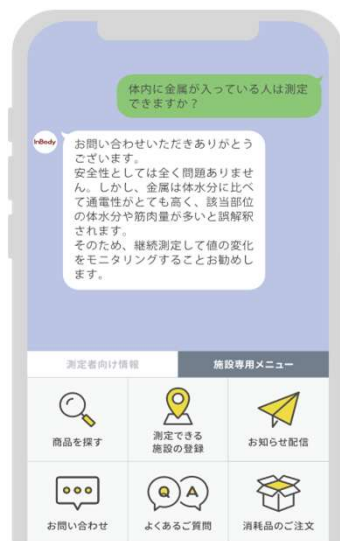 体内に金属が入っている人は測定
できますか?
InBody
お問い合わせいただきありがとう
ございます。
安全性としては全く問題ありませ
ん。しかし、金属は体水分に比べ
て通電性がとても高く、該当部位
の体水分や筋肉量が多いと誤解釈
されます。
そのため、継続測定して値の変化
をモニタリングすることお勧めし
ます。
測定者向け情報
施設専用メニュー
商品を探す
測定できる
施設の登録
お知らせ配信
お問い合わせ
Q A
よくあるご質問
消耗品のご注文